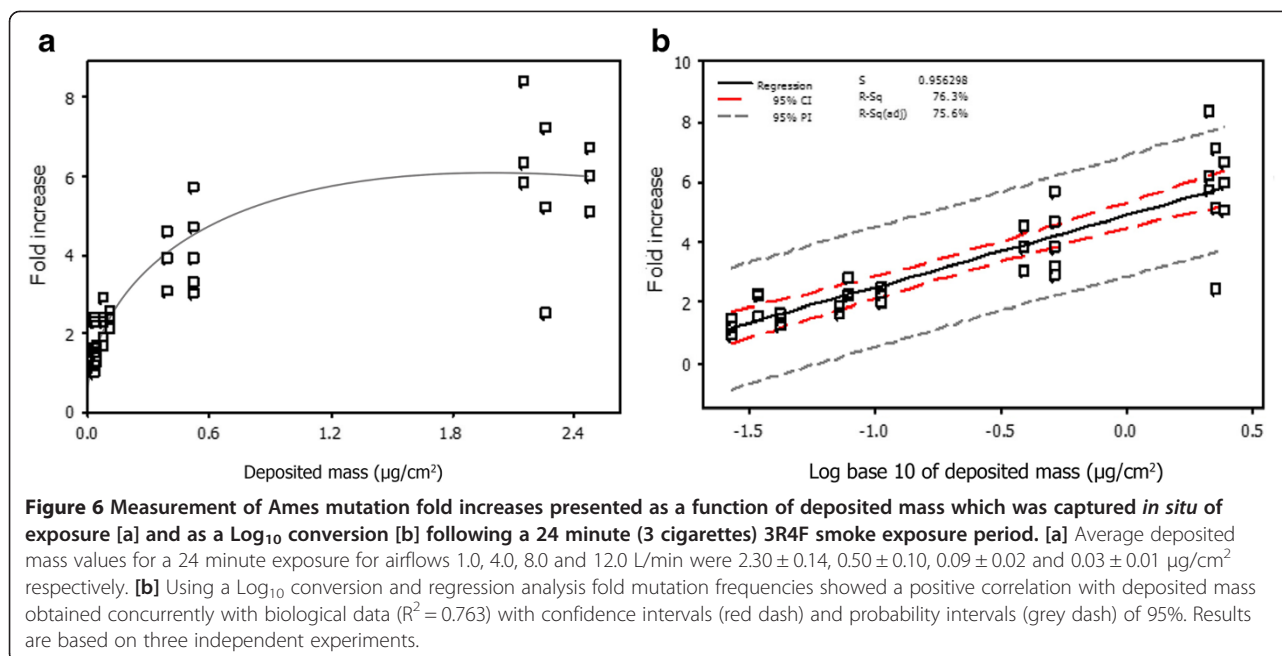 a
8
6
4
2
0
Fold increase
0.0 0.6 1.2 1.8 2.4
Deposited mass (µg/cm²)
b
10
8
6
4
2
0
Fold increase
Regression
95% CI
95% PI
S 0.956298
R-Sq 76.3%
R-Sq(adj) 75.6%
-1.5 -1.0 -0.5 0.0 0.5
Log base 10 of deposited mass (µg/cm²)
Figure 6 Measurement of Ames mutation fold increases presented as a function of deposited mass which was captured in situ of
exposure [a] and as a Log₁₀ conversion [b] following a 24 minute (3 cigarettes) 3R4F smoke exposure period. [a] Average deposited
mass values for a 24 minute exposure for airflows 1.0, 4.0, 8.0 and 12.0 L/min were 2.30 ± 0.14, 0.50 ± 0.10, 0.09 ± 0.02 and 0.03 ± 0.01 µg/cm²
respectively. [b] Using a Log₁₀ conversion and regression analysis fold mutation frequencies showed a positive correlation with deposited mass
obtained concurrently with biological data (R² = 0.763) with confidence intervals (red dash) and probability intervals (grey dash) of 95%. Results
are based on three independent experiments.